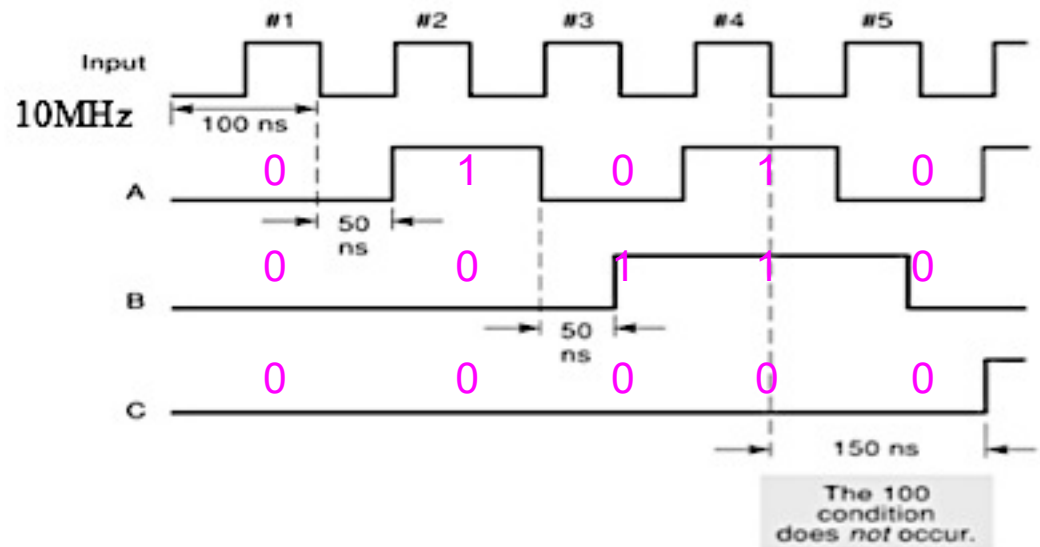 #1 #2 #3 #4 #5
Input
10MHz
100 ns
A 0 1 0 1 0
50
ns
B 0 0 1 1 0
50
ns
C 0 0 0 0 0
150 ns
The 100
condition
does not occur.